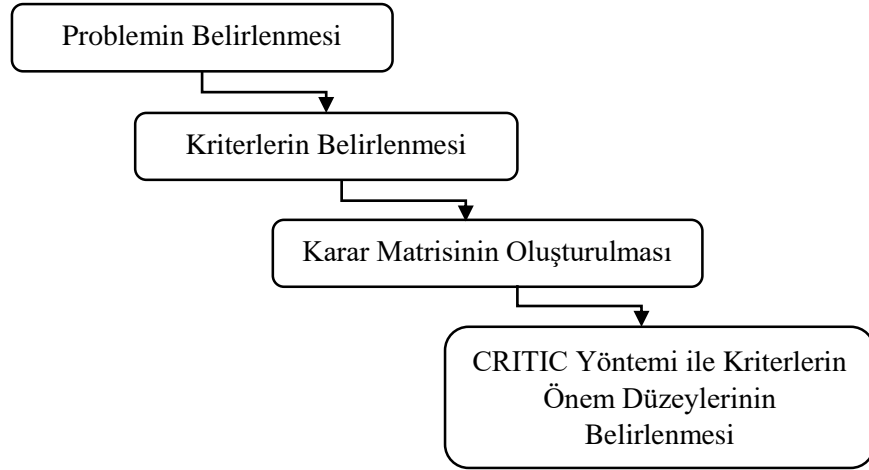 Problemin Belirlenmesi
Kriterlerin Belirlenmesi
Karar Matrisinin Oluşturulması
CRITIC Yöntemi ile Kriterlerin
Önem Düzeylerinin
Belirlenmesi